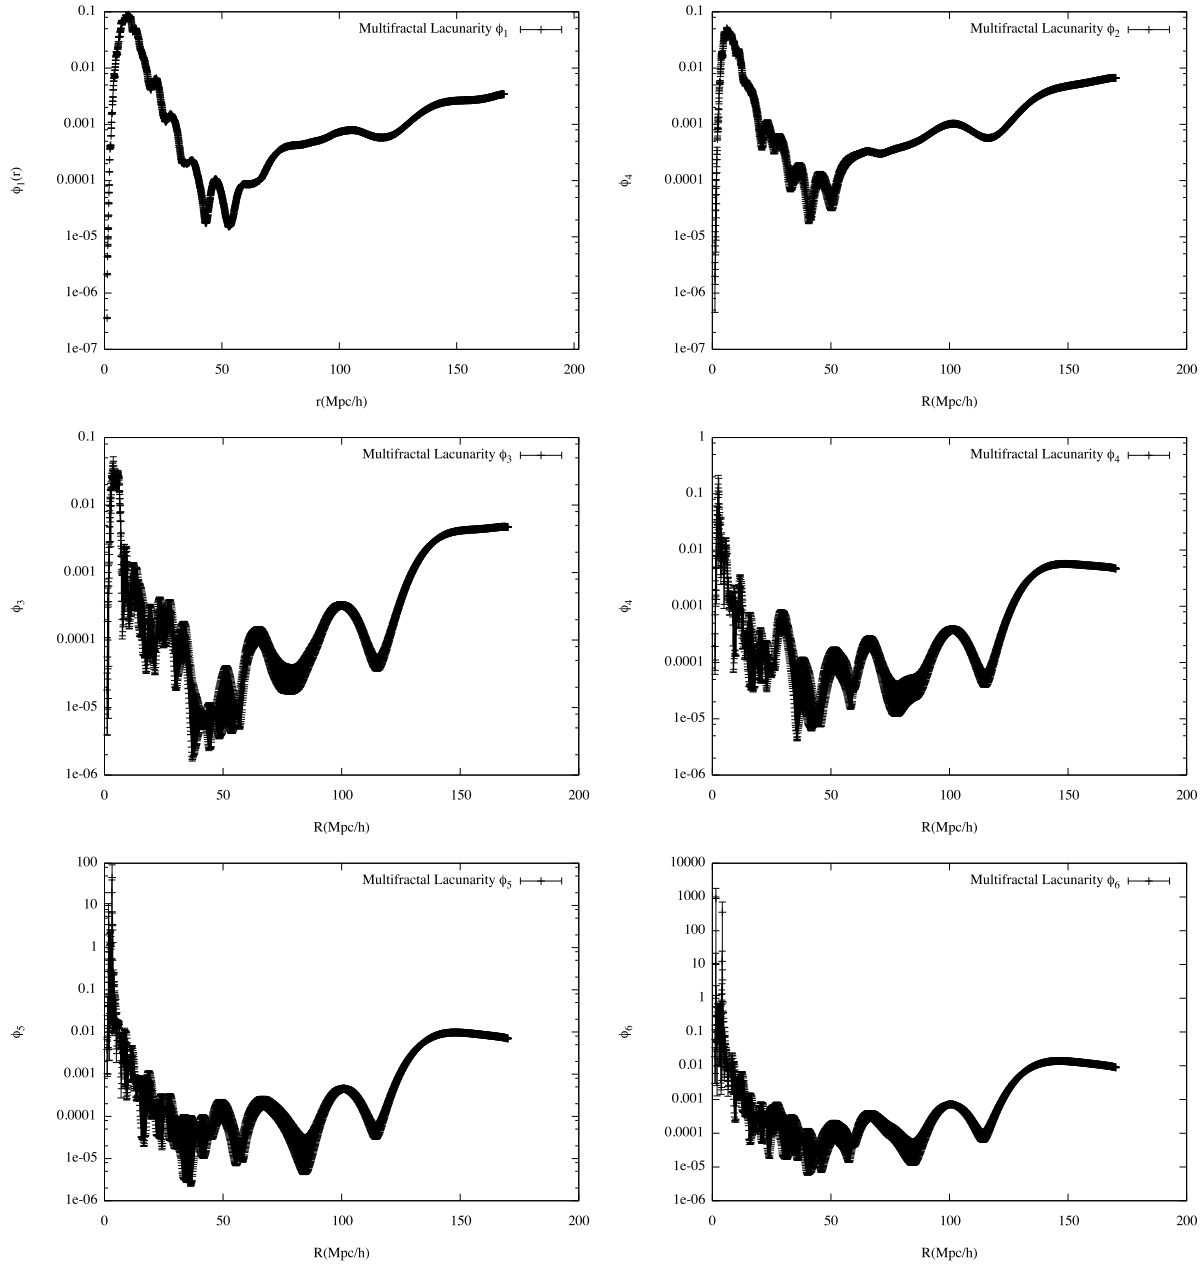 0.1
0.01
0.001
0.0001
1e-05
1e-06
1e-07
0 50 100 150 200
ϕ1(r)
r(Mpc/h)
Multifractal Lacunarity ϕ1
0.1
0.01
0.001
0.0001
1e-05
1e-06
1e-07
0 50 100 150 200
ϕ4
R(Mpc/h)
Multifractal Lacunarity ϕ2
0.1
0.01
0.001
0.0001
1e-05
1e-06
0 50 100 150 200
ϕ3
R(Mpc/h)
Multifractal Lacunarity ϕ3
1
0.1
0.01
0.001
0.0001
1e-05
1e-06
0 50 100 150 200
ϕ4
R(Mpc/h)
Multifractal Lacunarity ϕ4
100
10
1
0.1
0.01
0.001
0.0001
1e-05
1e-06
0 50 100 150 200
ϕ5
R(Mpc/h)
Multifractal Lacunarity ϕ5
10000
1000
100
10
1
0.1
0.01
0.001
0.0001
1e-05
1e-06
0 50 100 150 200
ϕ6
R(Mpc/h)
Multifractal Lacunarity ϕ6